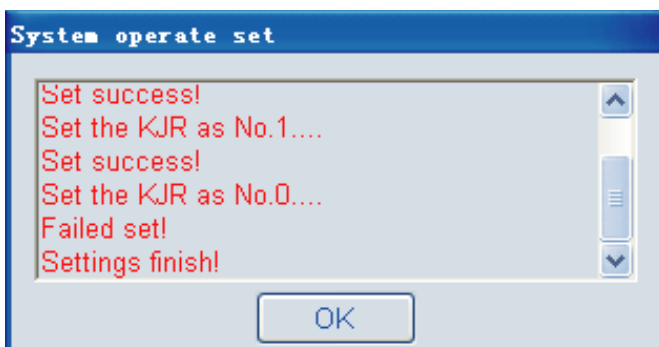 System operate set
Set success!
Set the KJR as No.1....
Set success!
Set the KJR as No.0....
Failed set!
Settings finish!
OK